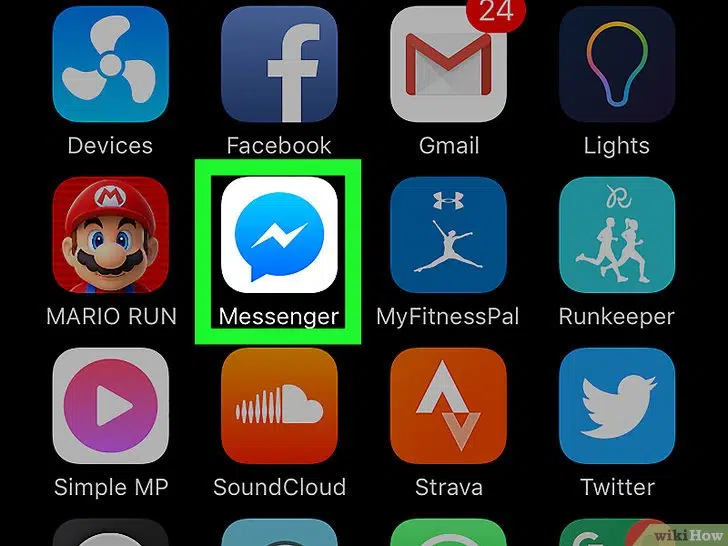 24
Devices
Facebook
Gmail
Lights
MARIO RUN
Messenger
MyFitnessPal
Runkeeper
Simple MP
SoundCloud
Strava
Twitter
wikiHow